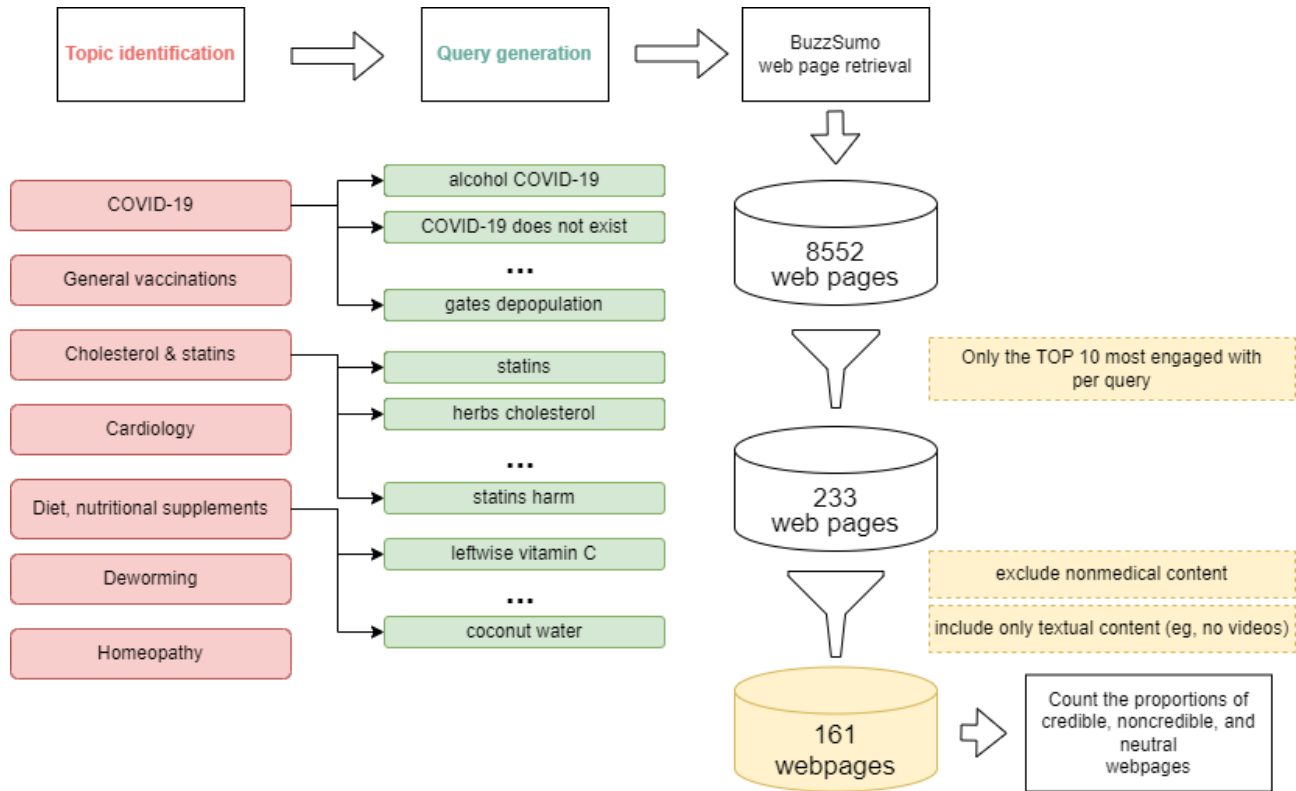 Topic identification
Query generation
BuzzSumo
web page retrieval
COVID-19
General vaccinations
Cholesterol & statins
Cardiology
Diet, nutritional supplements
Deworming
Homeopathy
alcohol COVID-19
COVID-19 does not exist
...
gates depopulation
statins
herbs cholesterol
...
statins harm
leftwise vitamin C
...
coconut water
8552
web pages
Only the TOP 10 most engaged with
per query
233
web pages
exclude nonmedical content
include only textual content (eg, no videos)
161
webpages
Count the proportions of
credible, noncredible, and
neutral
webpages